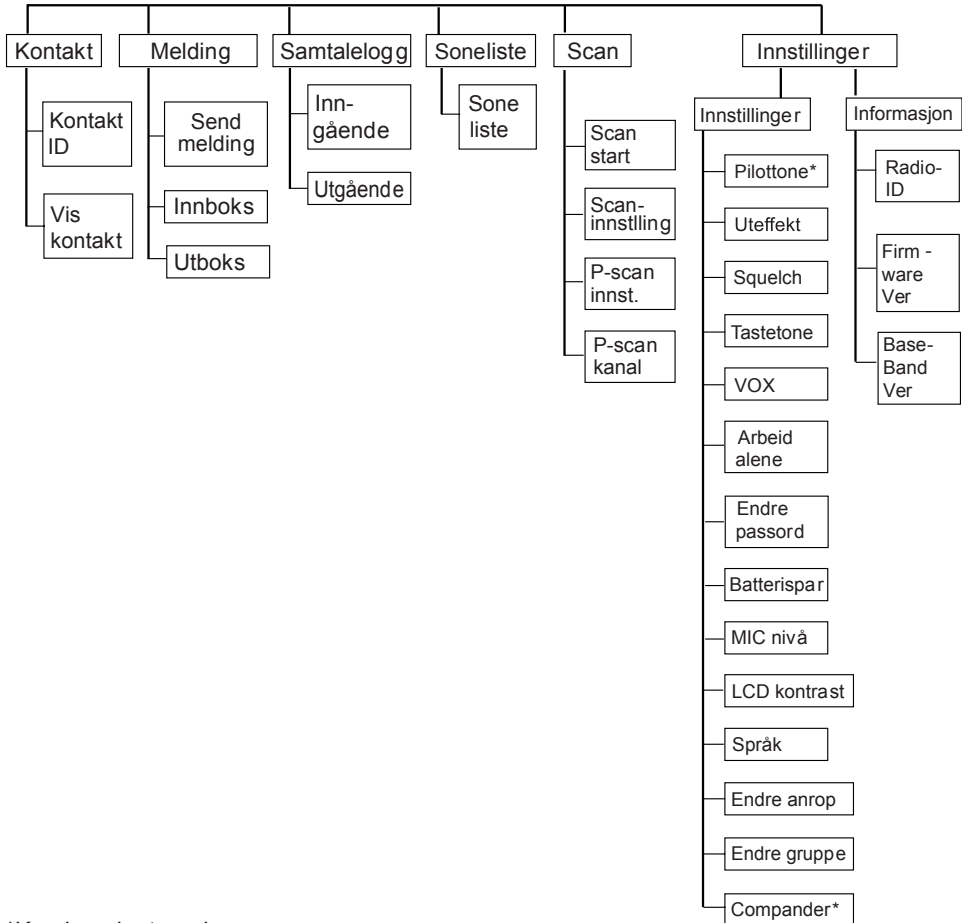 Kontakt
Melding
Samtalelogg
Soneliste
Scan
Innstillinger
Kontakt
ID
Vis
kontakt
Send
melding
Innboks
Utboks
Inn-
gående
Utgående
Sone
liste
Scan
start
Scan-
innstlling
P-scan
innst.
P-scan
kanal
Innstillinger
Pilottone*
Uteffekt
Squelch
Tastetone
VOX
Arbeid
alene
Endre
passord
Batterispar
MIC nivå
LCD kontrast
Språk
Endre anrop
Endre gruppe
Compander*
Informasjon
Radio-
ID
Firm -
ware
Ver
Base-
Band
Ver